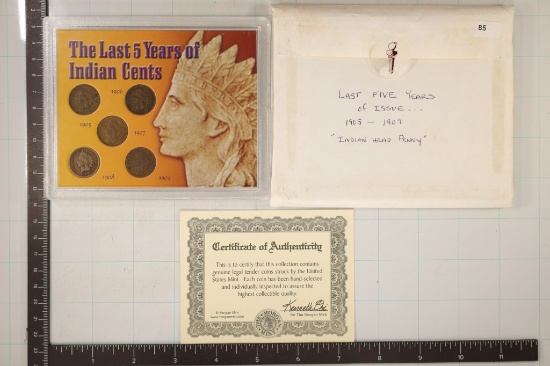 The Last 5 Years of
Indian Cents
1906
1905
1907
1908
1909
85
LAST FIVE YEARS
OF ISSUE...
1905 - 1909
"INDIAN HEAD PENNY"
Certificate of Authenticity
This is to certify that this collection contains
genuine legal tender coins struck by the United
States Mint. Each coin has been hand-selected
and individually inspected to assure the
highest collectible quality.